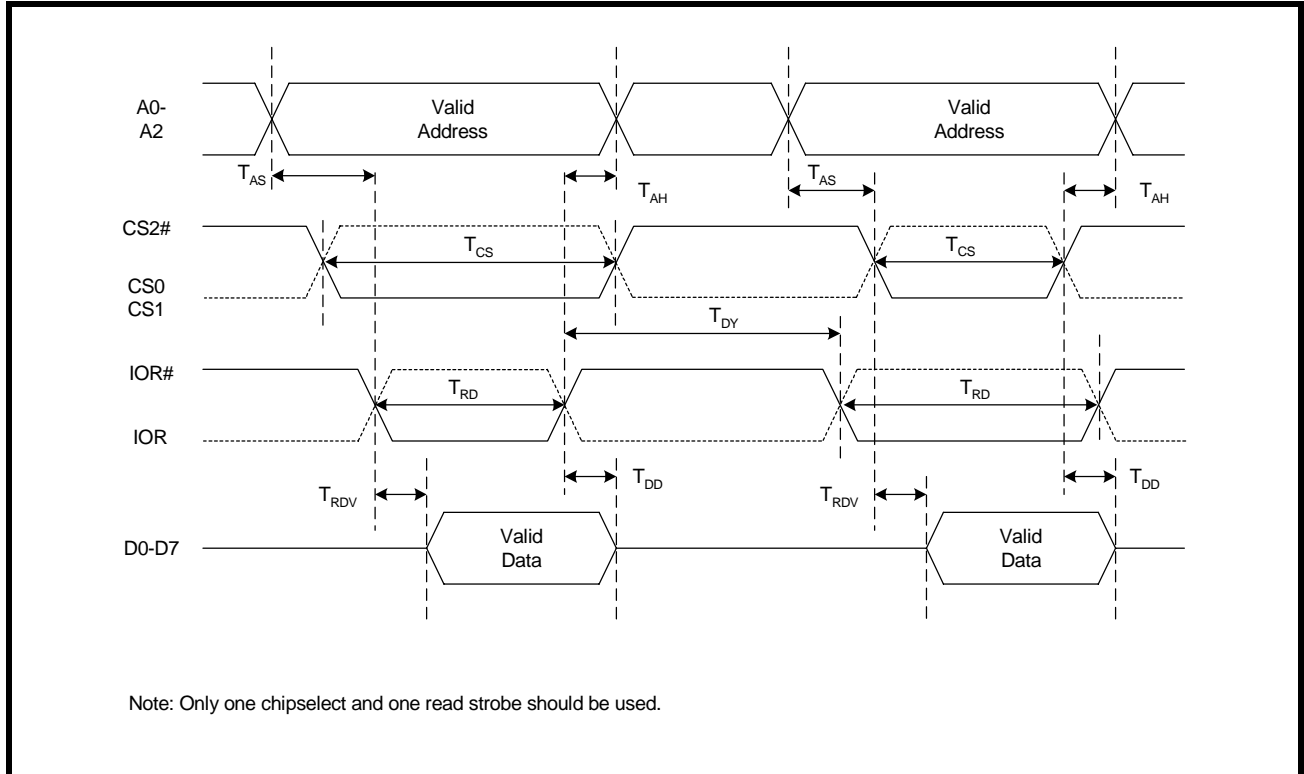 A0-
A2
Valid
Address
Valid
Address
TAS
TAH
TAS
TAH
CS2#
TCS
TCS
CS0
CS1
TDY
IOR#
TRD
TRD
IOR
TRDV
TDD
TRDV
TDD
D0-D7
Valid
Data
Valid
Data
Note: Only one chipselect and one read strobe should be used.